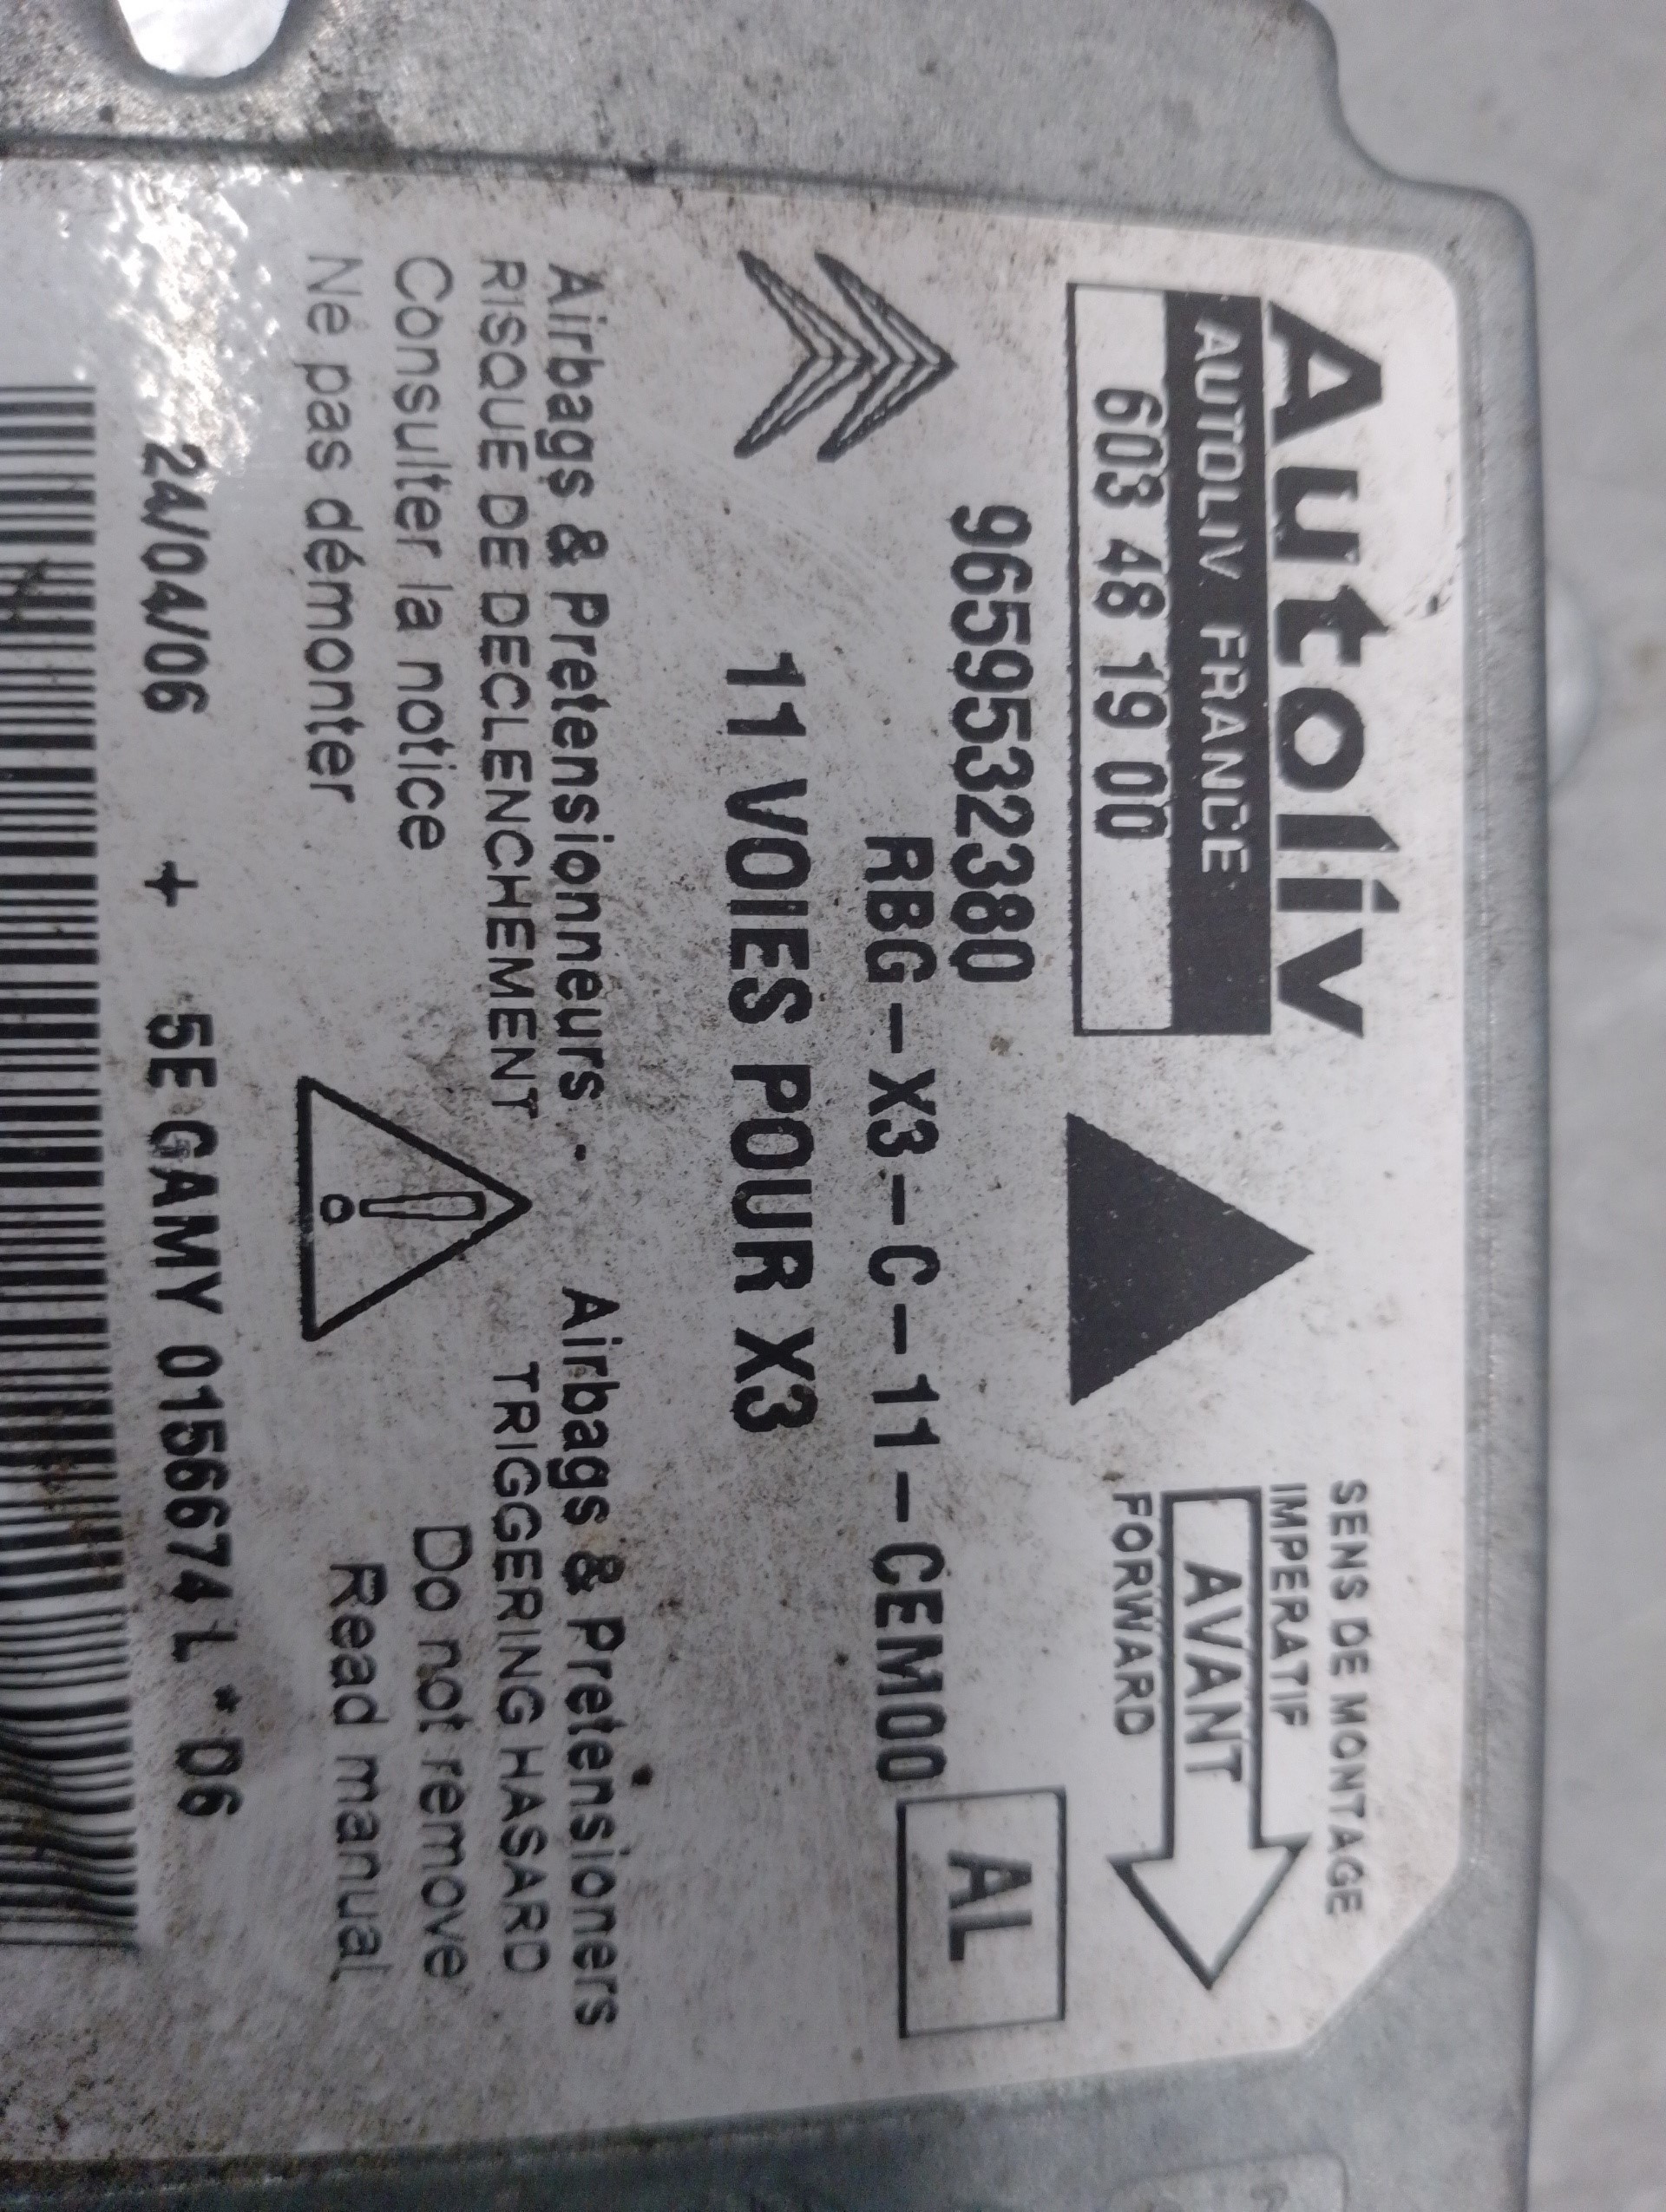 Autoliv
AUTOLIV FRANCE
603 48 19 00
SENS DE MONTAGE
IMPERATIF
AVANT
FORWARD
9659532380
RBG-X3-C-11-CEM00
AL
11 VOIES POUR X3
Airbags & Pretensionneurs - Airbags & Pretensioners
RISQUE DE DECLENCHEMENT
TRIGGERING HASARD
Consulter la notice
Do not remove
Ne pas démonter
Read manual
24/04/06 + 5E GAMY 0156674 L * 06